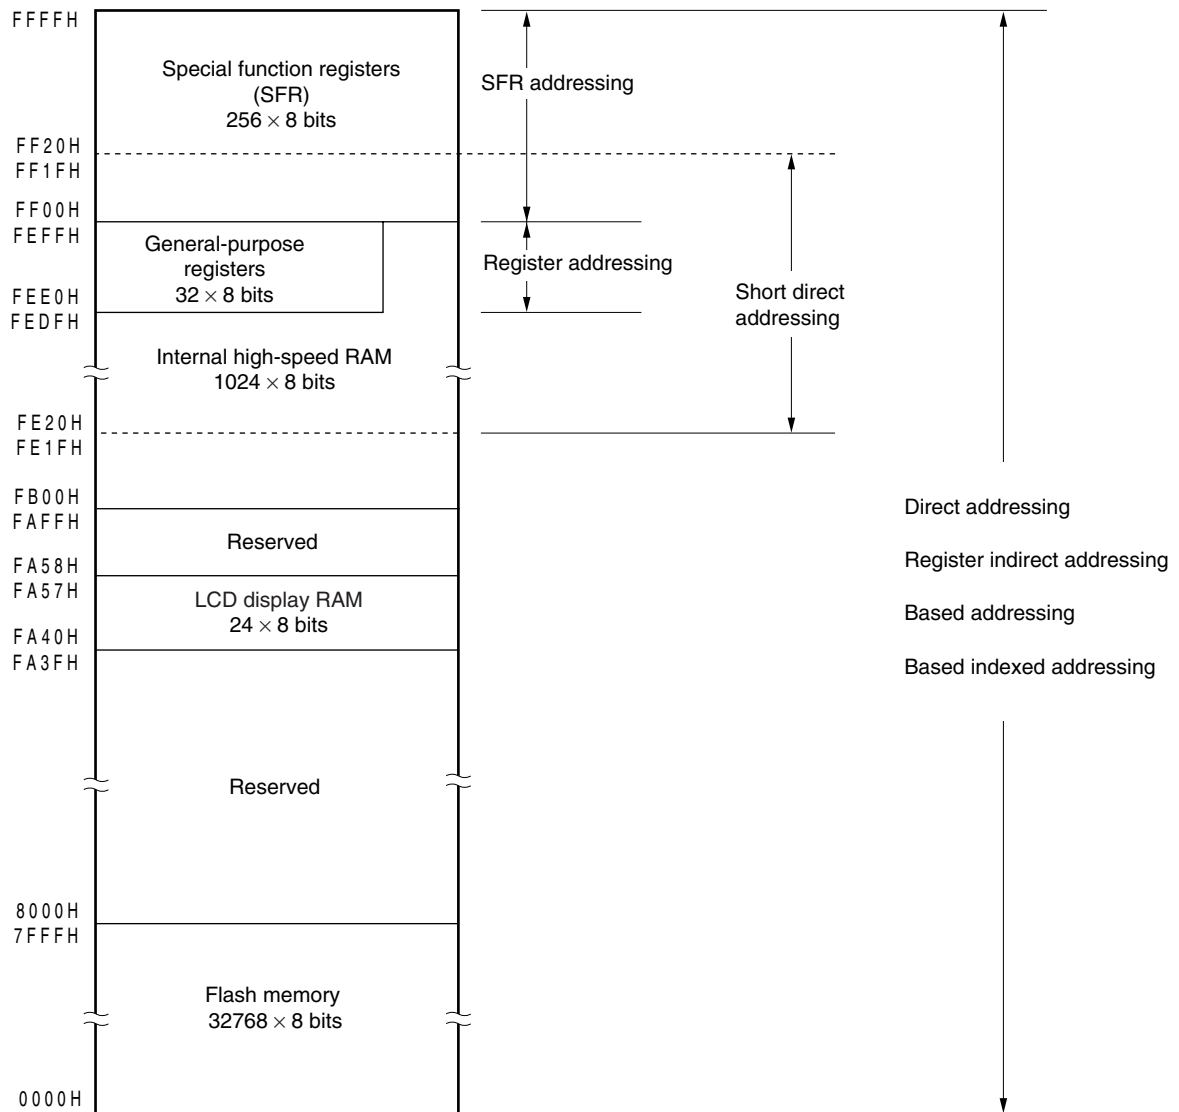 FFFFH
Special function registers
(SFR)
256 × 8 bits
SFR addressing
FF20H
FF1FH
FF00H
FEFFH
General-purpose
registers
32 × 8 bits
Register addressing
Short direct
addressing
FEE0H
FEDFH
Internal high-speed RAM
1024 × 8 bits
FE20H
FE1FH
FB00H
FAFFH
Reserved
FA58H
FA57H
LCD display RAM
24 × 8 bits
FA40H
FA3FH
Direct addressing
Register indirect addressing
Based addressing
Based indexed addressing
Reserved
8000H
7FFFH
Flash memory
32768 × 8 bits
0000H